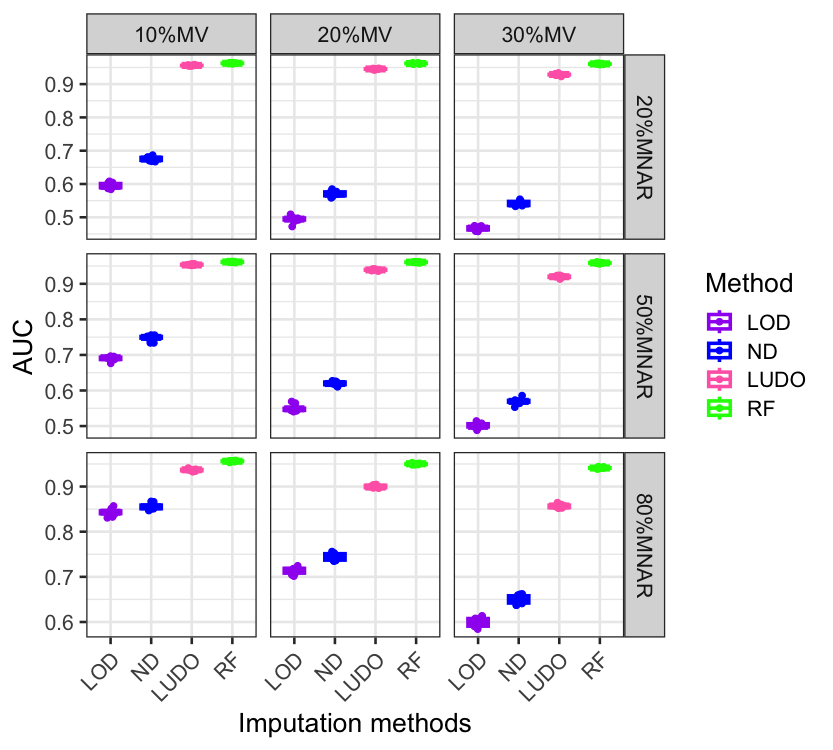 10%MV 20%MV 30%MV
0.9
0.8
0.7
0.6
0.5
20%MNAR
0.9
0.8
0.7
0.6
0.5
50%MNAR
0.9
0.8
0.7
0.6
80%MNAR
AUC
LOD ND LUDO RF LOD ND LUDO RF LOD ND LUDO RF
Imputation methods
Method
LOD
ND
LUDO
RF